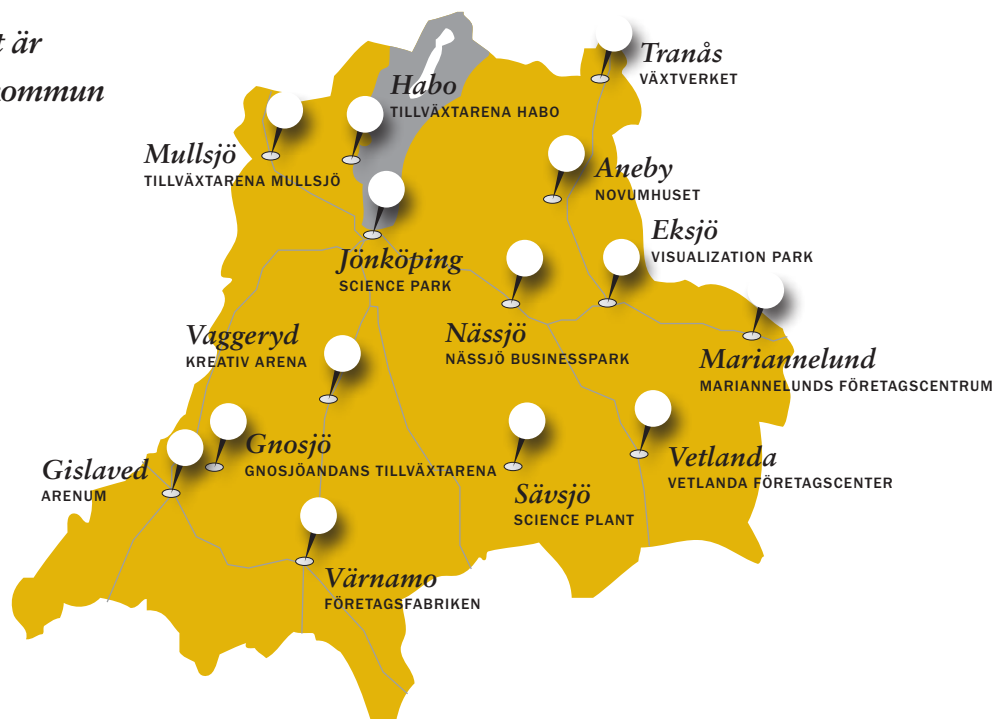 är
kommun
Tranås
VÄXTVERKET
Habo
TILLVÄXTARENA HABO
Mullsjö
TILLVÄXTARENA MULLSJÖ
Aneby
NOVUMHUSET
Eksjö
VISUALIZATION PARK
Jönköping
SCIENCE PARK
Nässjö
NÄSSJÖ BUSINESSPARK
Vaggeryd
KREATIV ARENA
Mariannelund
MARIANNELUNDS FÖRETAGSCENTRUM
Gnosjö
GNOSJÖANDANS TILLVÄXTARENA
Gislaved
ARENUM
Vetlanda
VETLANDA FÖRETAGSCENTER
Sävsjö
SCIENCE PLANT
Värnamo
FÖRETAGSFABRIKEN